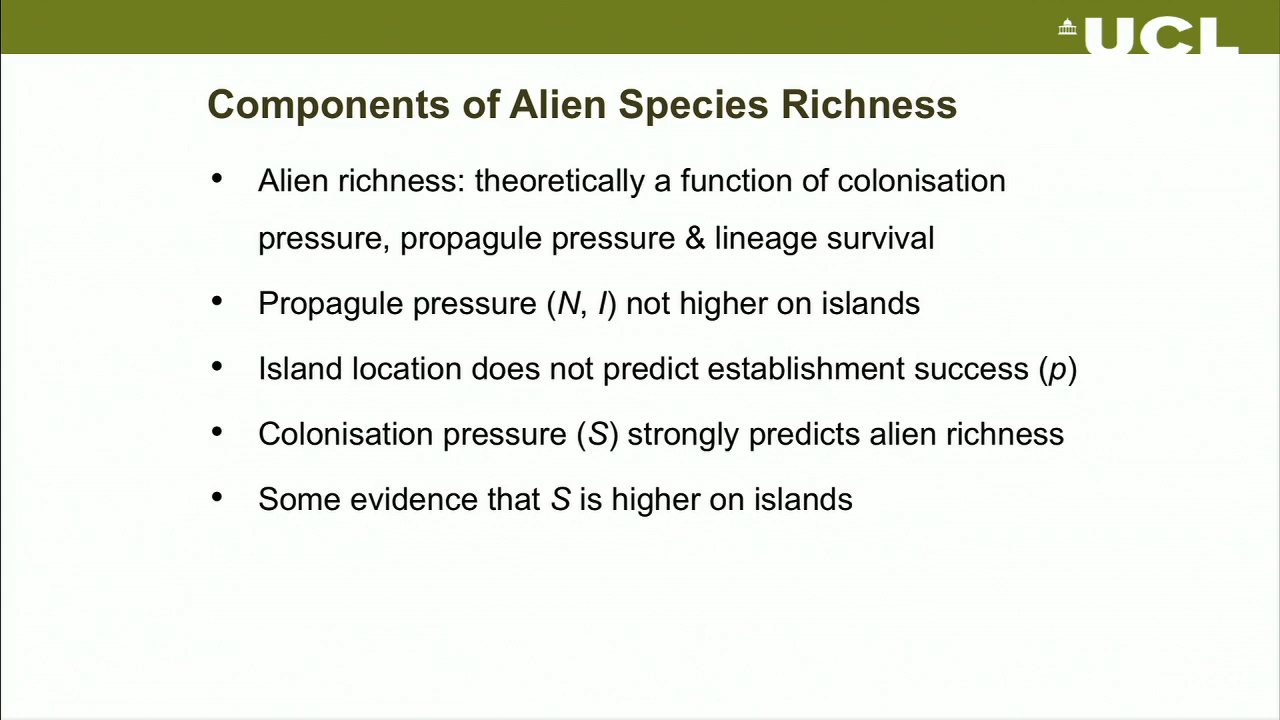 UCL
Components of Alien Species Richness
• Alien richness: theoretically a function of colonisation
pressure, propagule pressure & lineage survival
• Propagule pressure (N, I) not higher on islands
• Island location does not predict establishment success (p)
• Colonisation pressure (S) strongly predicts alien richness
• Some evidence that S is higher on islands